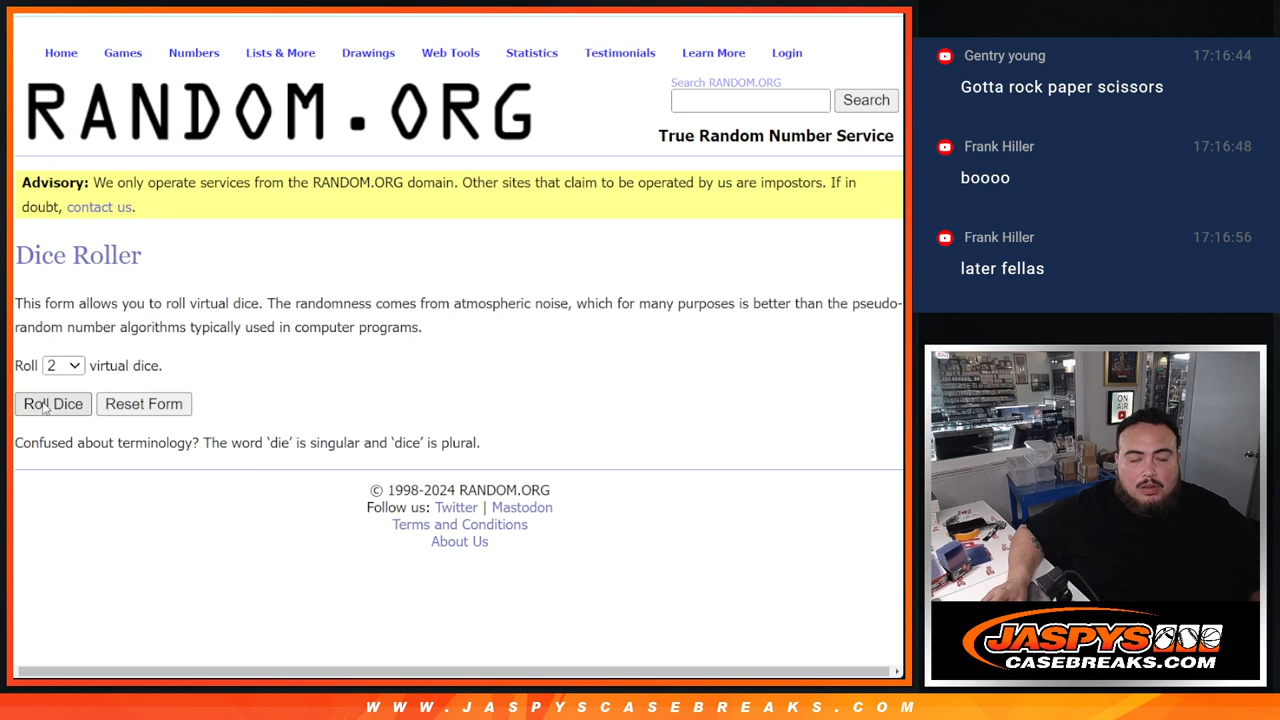 Home Games Numbers Lists & More Drawings Web Tools Statistics Testimonials Learn More Login
RANDOM.ORG
Search RANDOM.ORG
Search
True Random Number Service
Advisory: We only operate services from the RANDOM.ORG domain. Other sites that claim to be operated by us are impostors. If in
doubt, contact us.
Dice Roller
This form allows you to roll virtual dice. The randomness comes from atmospheric noise, which for many purposes is better than the pseudo-
random number algorithms typically used in computer programs.
Roll 2 virtual dice.
Roll Dice Reset Form
Confused about terminology? The word ‘die’ is singular and ‘dice’ is plural.
© 1998-2024 RANDOM.ORG
Follow us: Twitter | Mastodon
Terms and Conditions
About Us
Gentry young 17:16:44
Gotta rock paper scissors
Frank Hiller 17:16:48
boooo
Frank Hiller 17:16:56
later fellas
ON
AIR
JASPYS
CASEBREAKS.COM
WWW.JASPYSCASEBREAKS.COM